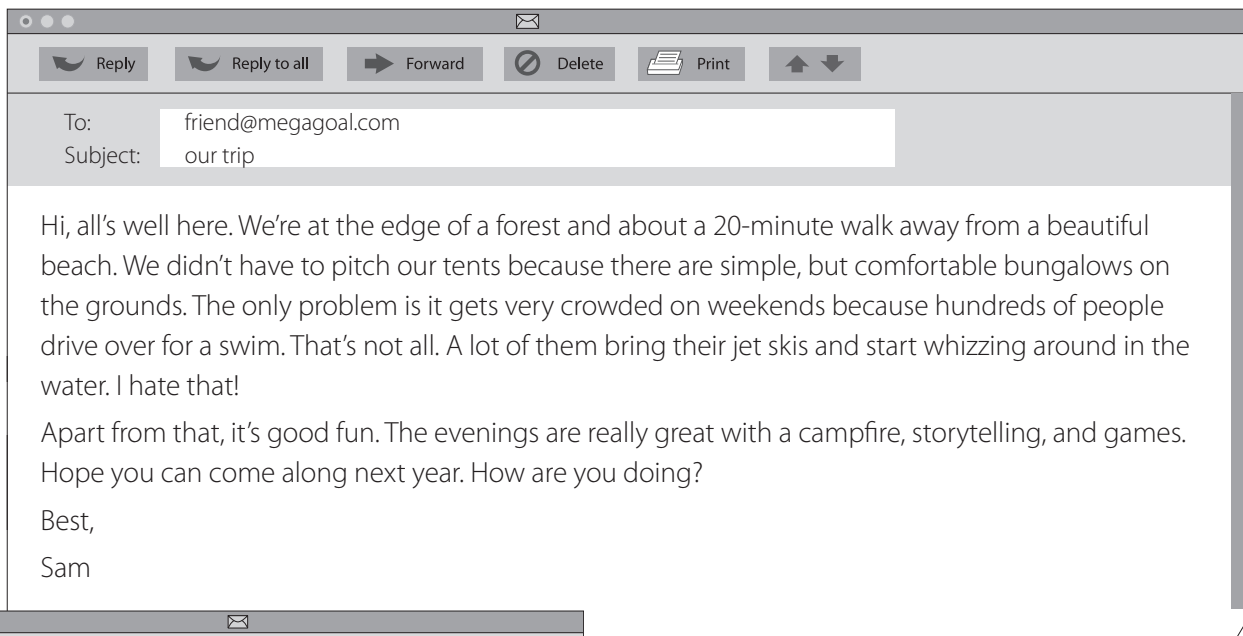 Reply Reply to all Forward Delete Print
To: friend@megagoal.com
Subject: our trip
Hi, all's well here. We're at the edge of a forest and about a 20-minute walk away from a beautiful
beach. We didn't have to pitch our tents because there are simple, but comfortable bungalows on
the grounds. The only problem is it gets very crowded on weekends because hundreds of people
drive over for a swim. That's not all. A lot of them bring their jet skis and start whizzing around in the
water. I hate that!
Apart from that, it's good fun. The evenings are really great with a campfire, storytelling, and games.
Hope you can come along next year. How are you doing?
Best,
Sam